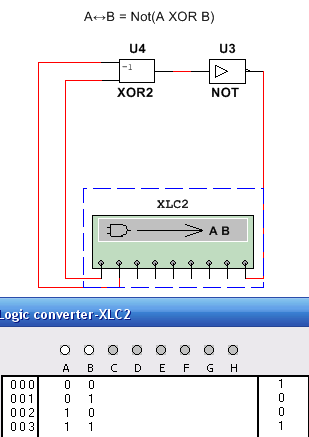 A↔B = Not(A XOR B)
U4 U3
=1
XOR2 NOT
XLC2
A B
Logic converter-XLC2
A B C D E F G H
000 0 0 1
001 0 1 0
002 1 0 0
003 1 1 1